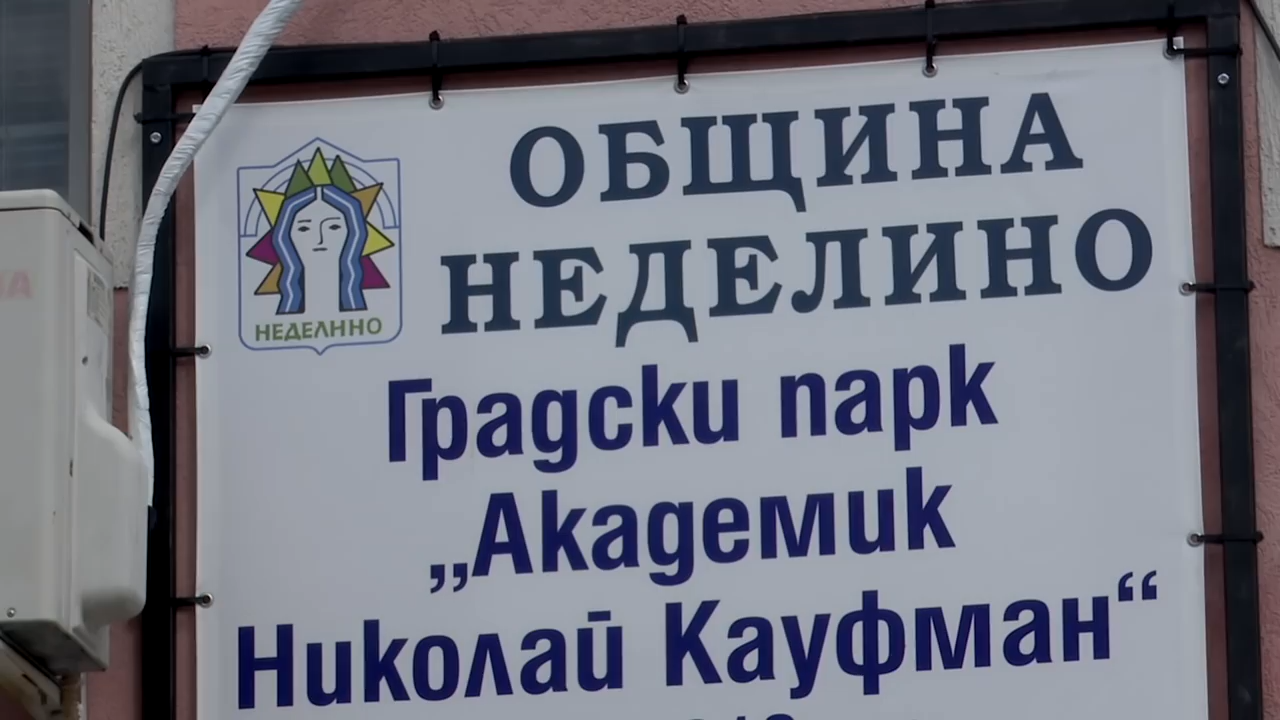 ОБЩИНА
НЕДЕЛИНО
НЕДЕЛИНО
Градски парк
„Академик
Николай Кауфман“